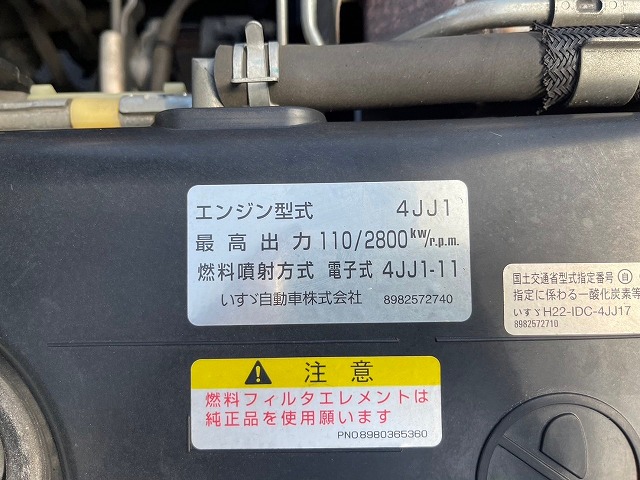 エンジン型式 4JJ1
最高出力 110/2800 kW/r.p.m.
燃料噴射方式 電子式 4JJ1-11
いすゞ自動車株式会社 8982572740
国土交通省型式指定番号 自
指定に係わる一酸化炭素等
いすゞ H22-IDC-4JJ17
8982572710
注意
燃料フィルタエレメントは
純正品を使用願います
PNO.8980365360